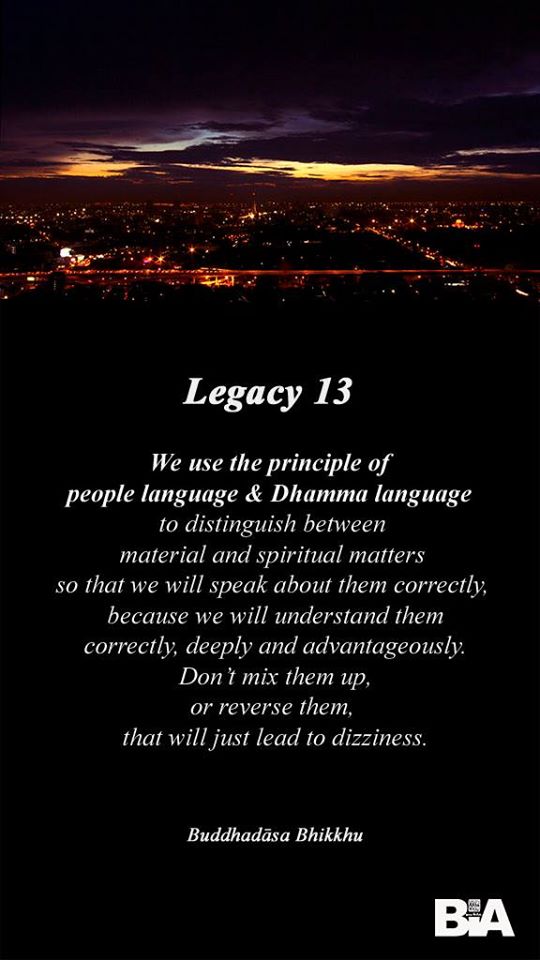 Legacy 13
We use the principle of
people language & Dhamma language
to distinguish between
material and spiritual matters
so that we will speak about them correctly,
because we will understand them
correctly, deeply and advantageously.
Don't mix them up,
or reverse them,
that will just lead to dizziness.
Buddhadāsa Bhikkhu
BIA